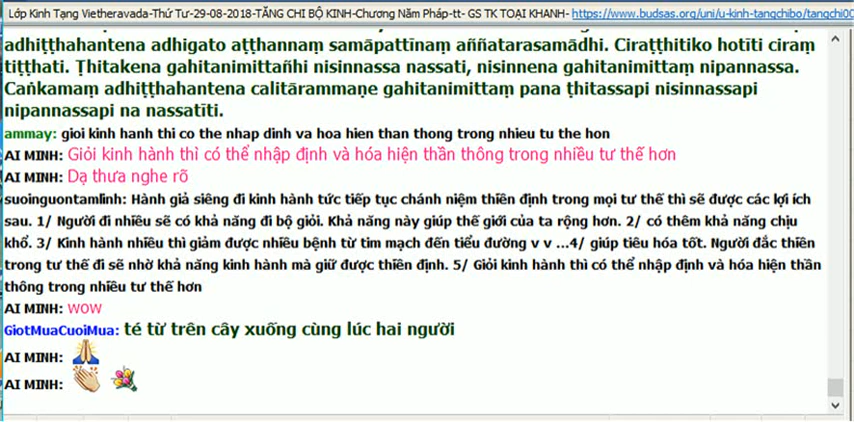 Lớp Kinh Tạng Vietheravada-Thứ Tư-29-08-2018-TĂNG CHI BỘ KINH-Chương Năm Pháp-tt- GS TK TOẠI KHANH- https://www.budsas.org/uni/u-kinh-tangchibo/tangchi0
adhiṭṭhahantena adhigato aṭṭhannaṃ samāpattīnaṃ aññatarasamādhi. Ciraṭṭhitiko hotīti ciraṃ
tiṭṭhati. Ṭhitakena gahitanimittañhi nisinnassa nassati, nisinnena gahitanimittaṃ nipannassa.
Caṅkamaṃ adhiṭṭhahantena calitārammaṇe gahitanimittaṃ pana ṭhitassapi nisinnassapi
nipannassapi na nassatīti.
ammay: gioi kinh hanh thi co the nhap dinh va hoa hien than thong trong nhieu tu the hon
AI MINH: Giỏi kinh hành thì có thể nhập định và hóa hiện thần thông trong nhiều tư thế hơn
AI MINH: Dạ thưa nghe rõ
suoinguontamlinh: Hành giả siêng đi kinh hành tức tiếp tục chánh niệm thiền định trong mọi tư thế thì sẽ được các lợi ích
sau. 1/ Người đi nhiều sẽ có khả năng đi bộ giỏi. Khả năng này giúp thế giới của ta rộng hơn. 2/ có thêm khả năng chịu
khổ. 3/ Kinh hành nhiều thì giảm được nhiều bệnh từ tim mạch đến tiểu đường v v ...4/ giúp tiêu hóa tốt. Người đắc thiền
trong tư thế đi sẽ nhờ khả năng kinh hành mà giữ được thiền định. 5/ Giỏi kinh hành thì có thể nhập định và hóa hiện thần
thông trong nhiều tư thế hơn
AI MINH: wow
GiotMuaCuoiMua: té từ trên cây xuống cùng lúc hai người
AI MINH:
AI MINH: